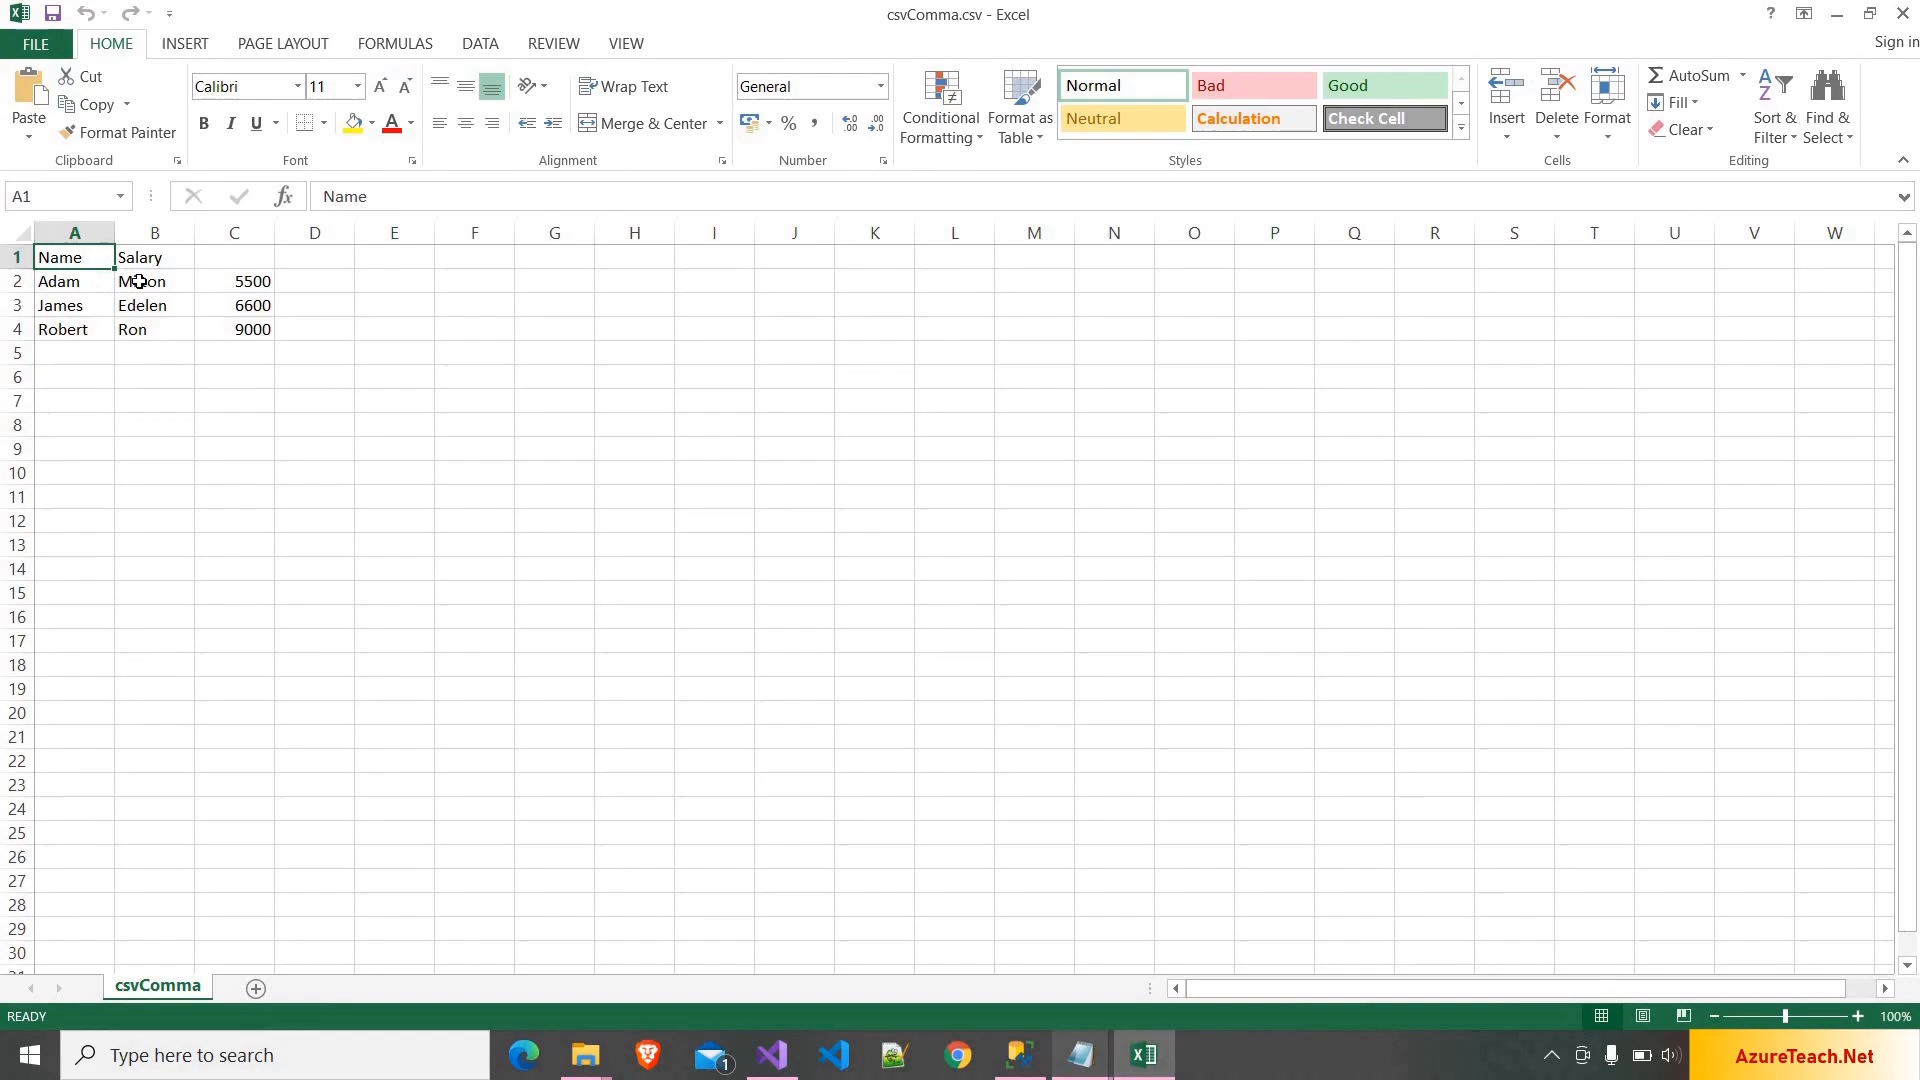 csvComma.csv - Excel
?
FILE HOME INSERT PAGE LAYOUT FORMULAS DATA REVIEW VIEW Sign in
Paste Cut Copy Format Painter
Clipboard
Calibri 11 A A
B I U A
Font
Wrap Text
Merge & Center
Alignment
General
% ,
Number
Conditional Formatting
Format as Table
Normal Bad Good
Neutral Calculation Check Cell
Styles
Insert Delete Format
Cells
AutoSum
Fill
Clear
Sort & Filter
Find & Select
Editing
A1 fx Name
A B C D E F G H I J K L M N O P Q R S T U V W
1 Name Salary
2 Adam 5500
3 James Edelen 6600
4 Robert Ron 9000
5
6
7
8
9
10
11
12
13
14
15
16
17
18
19
20
21
22
23
24
25
26
27
28
29
30
csvComma
READY 100%
Type here to search
1
AzureTeach.Net